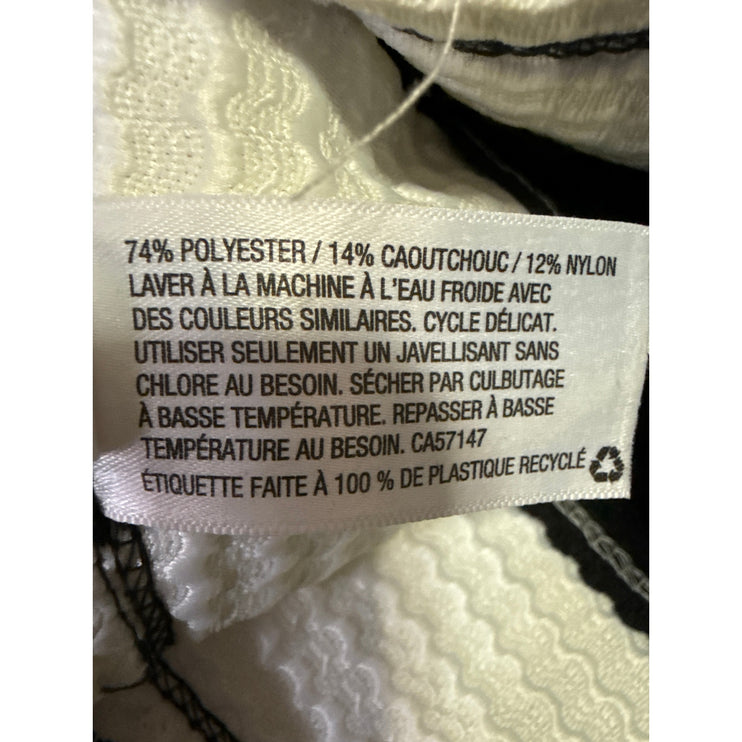 74% POLYESTER / 14% CAOUTCHOUC / 12% NYLON
LAVER À LA MACHINE À L'EAU FROIDE AVEC
DES COULEURS SIMILAIRES. CYCLE DÉLICAT.
UTILISER SEULEMENT UN JAVELLISANT SANS
CHLORE AU BESOIN. SÉCHER PAR CULBUTAGE
À BASSE TEMPÉRATURE. REPASSER À BASSE
TEMPÉRATURE AU BESOIN. CA57147
ÉTIQUETTE FAITE À 100 % DE PLASTIQUE RECYCLÉ